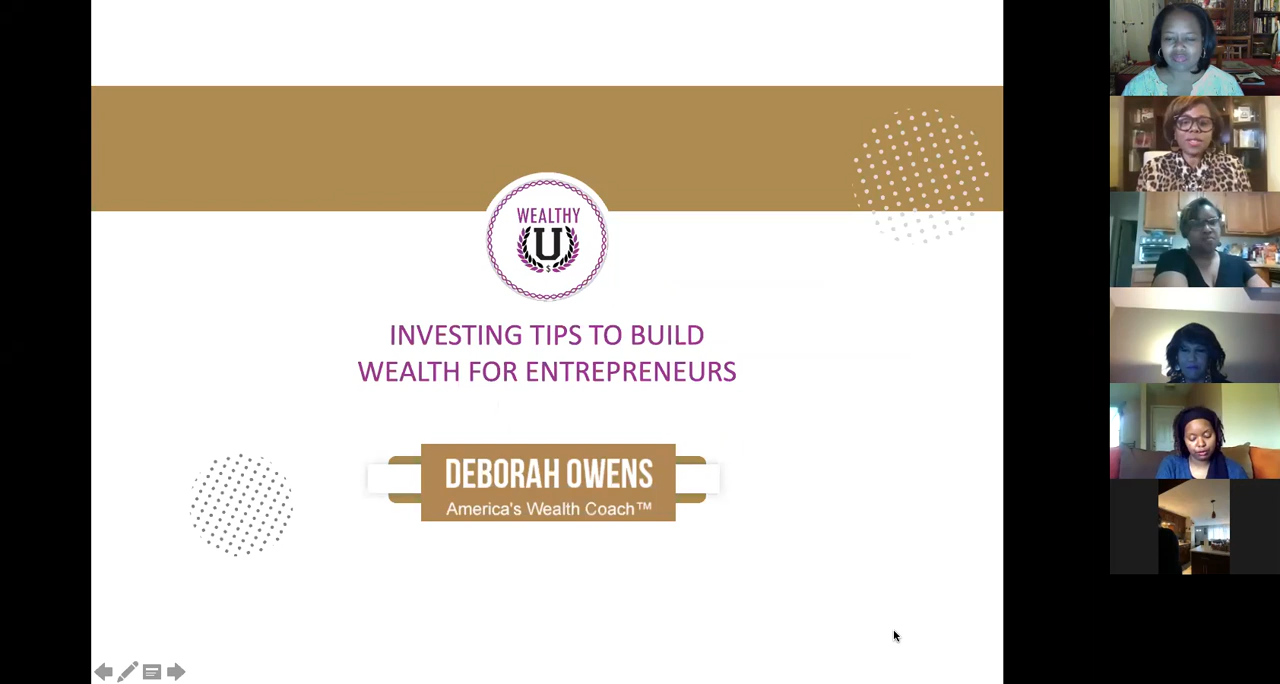 WEALTHY
U
$
INVESTING TIPS TO BUILD
WEALTH FOR ENTREPRENEURS
DEBORAH OWENS
America's Wealth Coach™